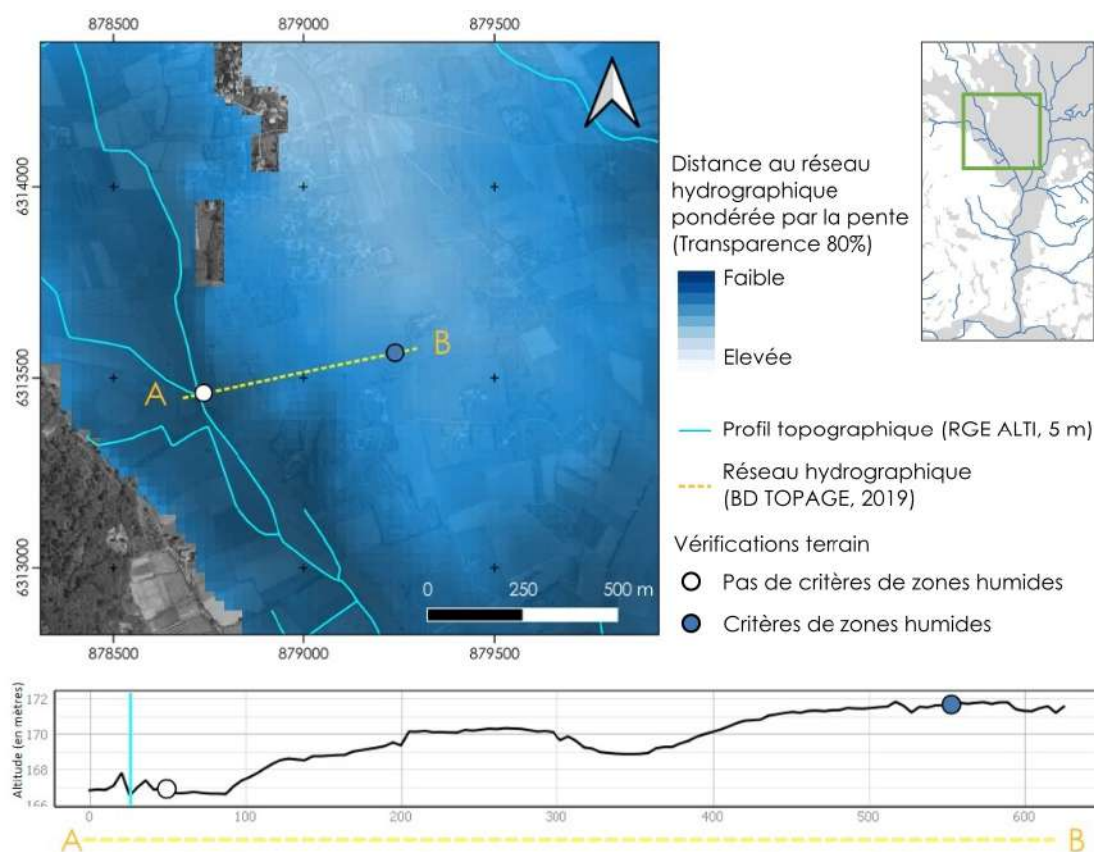 878500 879000 879500
6314000
6313500
6313000
A
B
0 250 500 m
878500 879000 879500
Distance au réseau
hydrographique
pondérée par la pente
(Transparence 80%)
Faible
Elevée
Profil topographique (RGE ALTI, 5 m)
Réseau hydrographique
(BD TOPAGE, 2019)
Vérifications terrain
Pas de critères de zones humides
Critères de zones humides
Altitude (en mètres)
172
170
168
166
0 100 200 300 400 500 600
A B